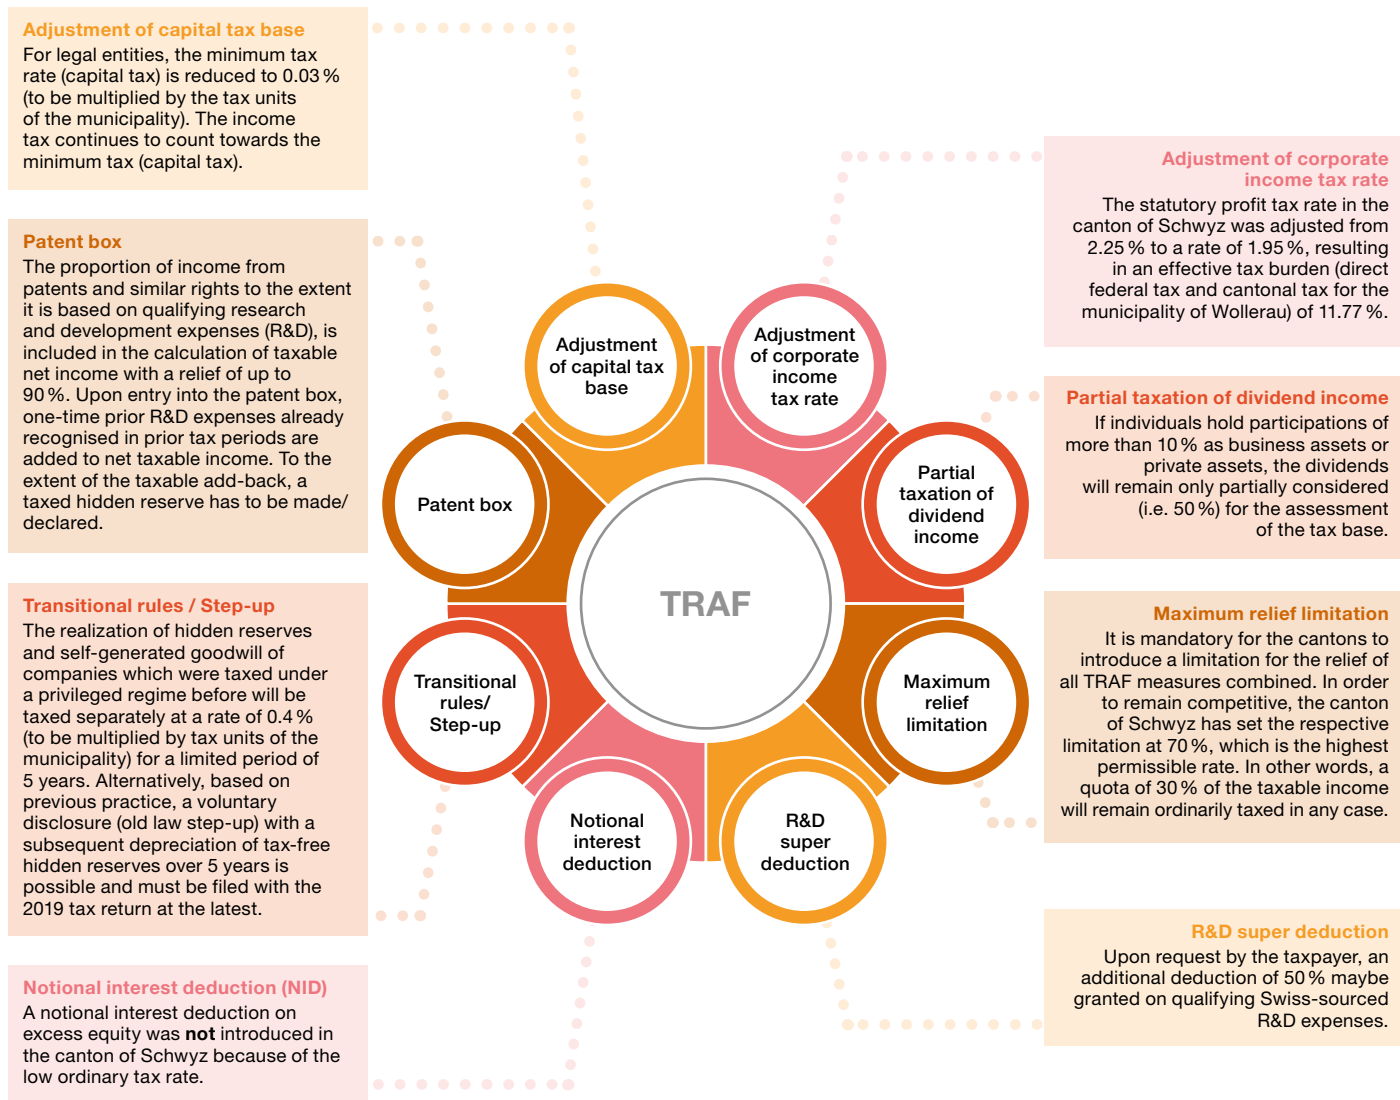 Adjustment of capital tax base
For legal entities, the minimum tax
rate (capital tax) is reduced to 0.03 %
(to be multiplied by the tax units
of the municipality). The income
tax continues to count towards the
minimum tax (capital tax).
Patent box
The proportion of income from
patents and similar rights to the extent
it is based on qualifying research
and development expenses (R&D), is
included in the calculation of taxable
net income with a relief of up to
90 %. Upon entry into the patent box,
one-time prior R&D expenses already
recognised in prior tax periods are
added to net taxable income. To the
extent of the taxable add-back, a
taxed hidden reserve has to be made/
declared.
Transitional rules / Step-up
The realization of hidden reserves
and self-generated goodwill of
companies which were taxed under
a privileged regime before will be
taxed separately at a rate of 0.4 %
(to be multiplied by tax units of the
municipality) for a limited period of
5 years. Alternatively, based on
previous practice, a voluntary
disclosure (old law step-up) with a
subsequent depreciation of tax-free
hidden reserves over 5 years is
possible and must be filed with the
2019 tax return at the latest.
Notional interest deduction (NID)
A notional interest deduction on
excess equity was not introduced in
the canton of Schwyz because of the
low ordinary tax rate.
Adjustment
of capital tax
base
Adjustment
of corporate
income
tax rate
Patent box
Partial
taxation of
dividend
income
TRAF
Transitional
rules/
Step-up
Maximum
relief
limitation
Notional
interest
deduction
R&D
super
deduction
Adjustment of corporate
income tax rate
The statutory profit tax rate in the
canton of Schwyz was adjusted from
2.25 % to a rate of 1.95 %, resulting
in an effective tax burden (direct
federal tax and cantonal tax for the
municipality of Wollerau) of 11.77 %.
Partial taxation of dividend income
If individuals hold participations of
more than 10 % as business assets or
private assets, the dividends
will remain only partially considered
(i.e. 50 %) for the assessment
of the tax base.
Maximum relief limitation
It is mandatory for the cantons to
introduce a limitation for the relief of
all TRAF measures combined. In order
to remain competitive, the canton
of Schwyz has set the respective
limitation at 70 %, which is the highest
permissible rate. In other words, a
quota of 30 % of the taxable income
will remain ordinarily taxed in any case.
R&D super deduction
Upon request by the taxpayer, an
additional deduction of 50 % maybe
granted on qualifying Swiss-sourced
R&D expenses.